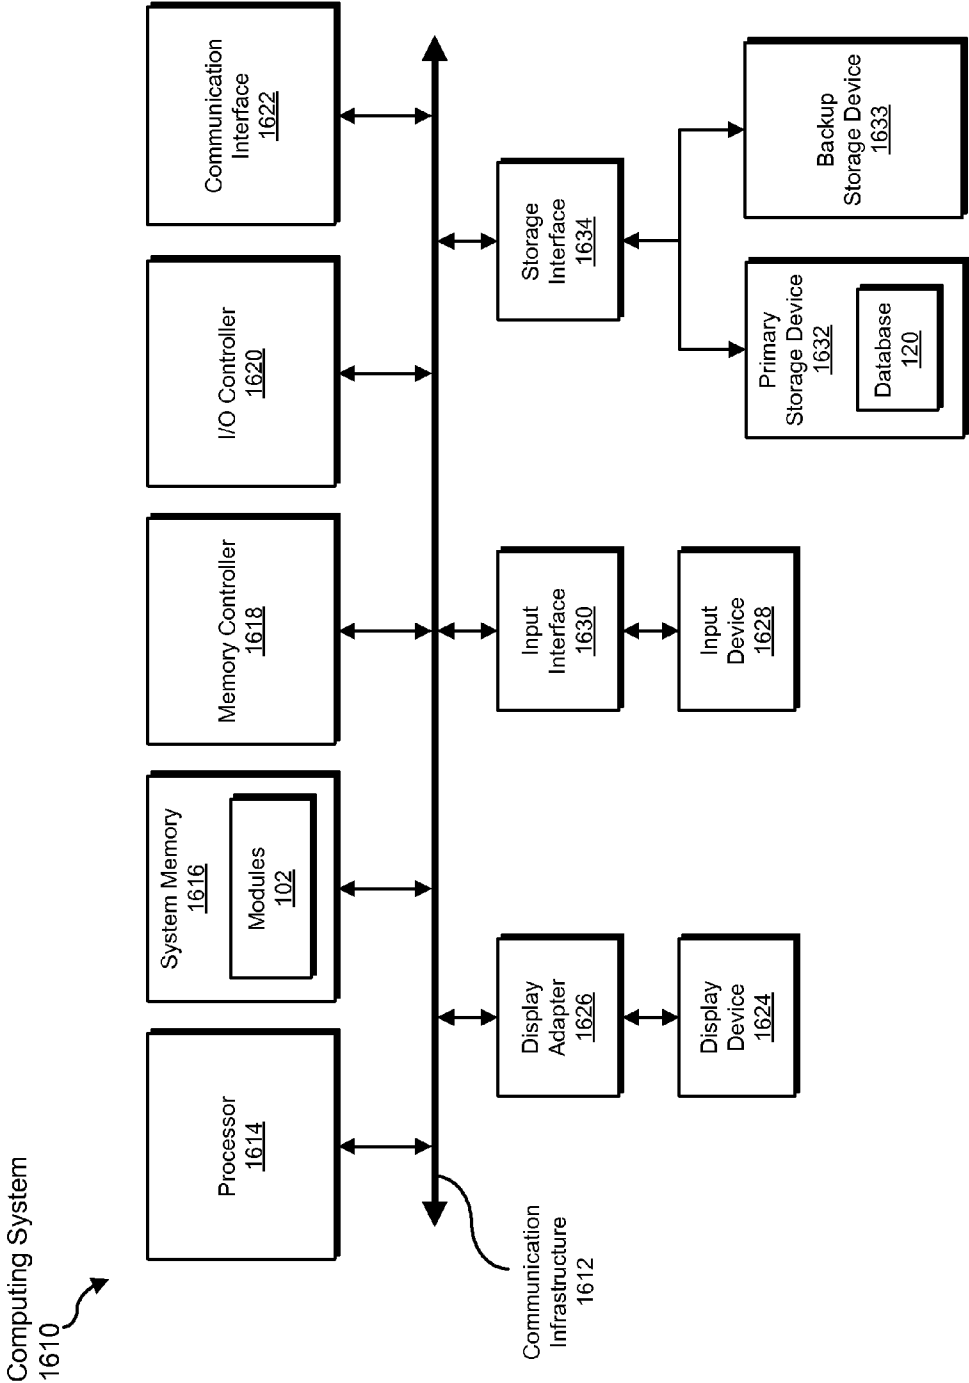 Computing System
1610
Processor
1614
System Memory
1616
Modules
102
Memory Controller
1618
I/O Controller
1620
Communication
Interface
1622
Communication
Infrastructure
1612
Display
Adapter
1626
Input
Interface
1630
Storage
Interface
1634
Display
Device
1624
Input
Device
1628
Primary
Storage Device
1632
Database
120
Backup
Storage Device
1633